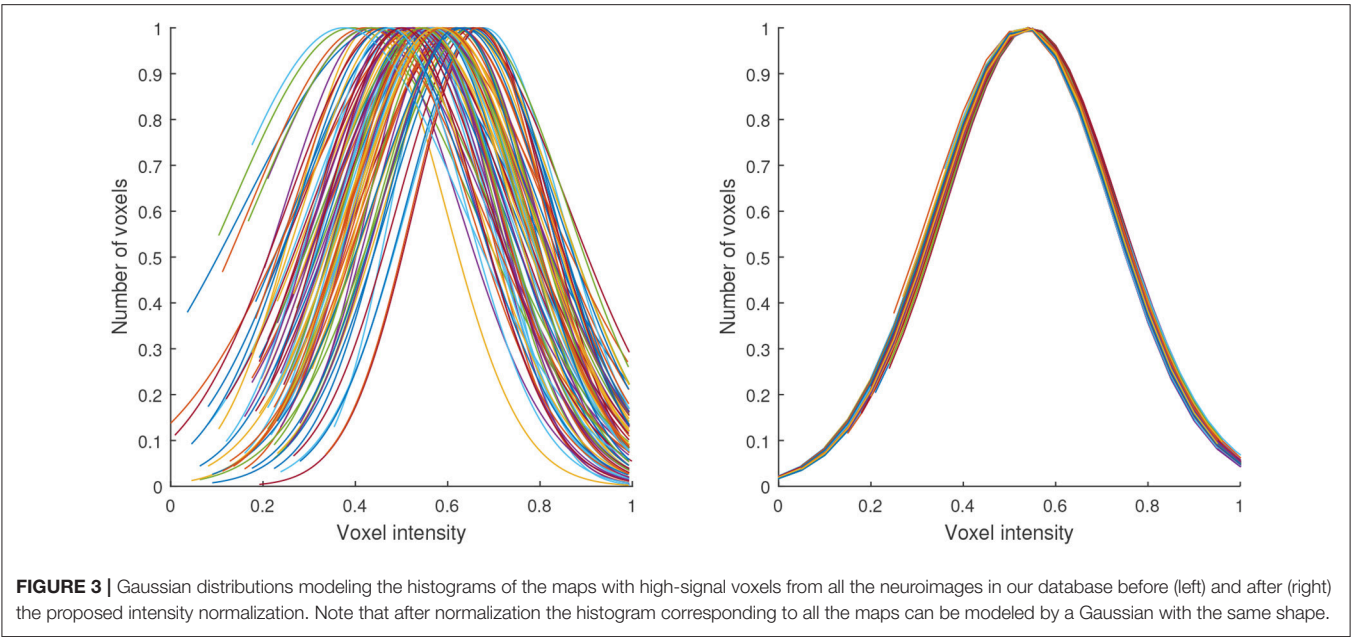 1
0.9
0.8
0.7
0.6
0.5
0.4
0.3
0.2
0.1
0
Number of voxels
0 0.2 0.4 0.6 0.8 1
Voxel intensity
1
0.9
0.8
0.7
0.6
0.5
0.4
0.3
0.2
0.1
0
Number of voxels
0 0.2 0.4 0.6 0.8 1
Voxel intensity
FIGURE 3 | Gaussian distributions modeling the histograms of the maps with high-signal voxels from all the neuroimages in our database before (left) and after (right)
the proposed intensity normalization. Note that after normalization the histogram corresponding to all the maps can be modeled by a Gaussian with the same shape.